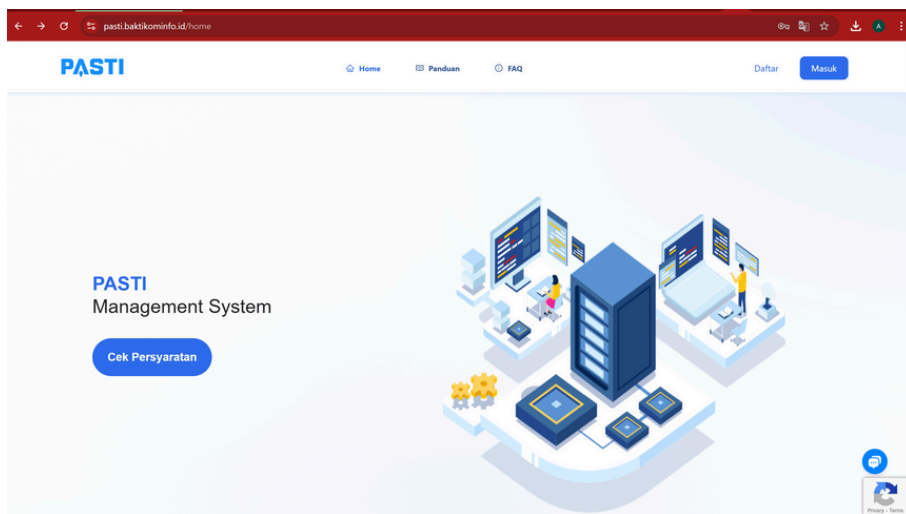 pasti.baktikominfo.id/home
A
PASTI
Home
Panduan
FAQ
Daftar
Masuk
PASTI
Management System
Cek Persyaratan
Privacy - Terms